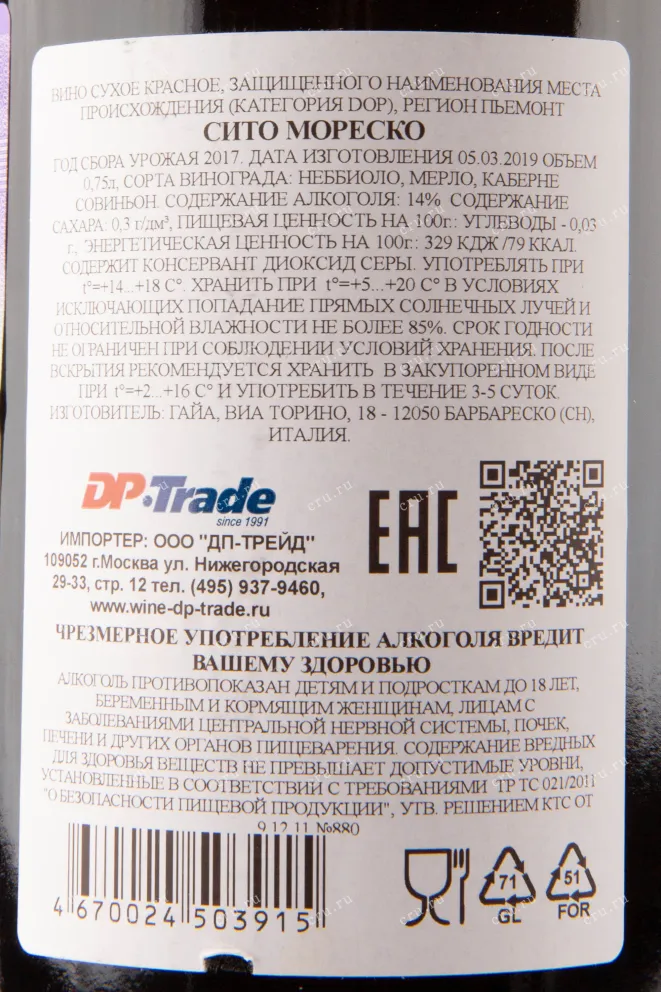 ВИНО СУХОЕ КРАСНОЕ, ЗАЩИЩЕННОГО НАИМЕНОВАНИЯ МЕСТА
ПРОИСХОЖДЕНИЯ (КАТЕГОРИЯ DOP), РЕГИОН ПЬЕМОНТ
СИТО МОРЕСКО
ГОД СБОРА УРОЖАЯ 2017. ДАТА ИЗГОТОВЛЕНИЯ 05.03.2019 ОБЪЕМ
0,75л, СОРТА ВИНОГРАДА: НЕББИОЛО, МЕРЛО, КАБЕРНЕ
СОВИНЬОН. СОДЕРЖАНИЕ АЛКОГОЛЯ: 14%. СОДЕРЖАНИЕ
САХАРА: 0,3 г/дм³, ПИЩЕВАЯ ЦЕННОСТЬ НА 100г.: УГЛЕВОДЫ - 0,03
г., ЭНЕРГЕТИЧЕСКАЯ ЦЕННОСТЬ НА 100г.: 329 КДЖ /79 ККАЛ.
СОДЕРЖИТ КОНСЕРВАНТ ДИОКСИД СЕРЫ. УПОТРЕБЛЯТЬ ПРИ
t°=+14...+18 С°. ХРАНИТЬ ПРИ t°=+5...+20 С° В УСЛОВИЯХ
ИСКЛЮЧАЮЩИХ ПОПАДАНИЕ ПРЯМЫХ СОЛНЕЧНЫХ ЛУЧЕЙ И
ОТНОСИТЕЛЬНОЙ ВЛАЖНОСТИ НЕ БОЛЕЕ 85%. СРОК ГОДНОСТИ
НЕ ОГРАНИЧЕН ПРИ СОБЛЮДЕНИИ УСЛОВИЙ ХРАНЕНИЯ. ПОСЛЕ
ВСКРЫТИЯ РЕКОМЕНДУЕТСЯ ХРАНИТЬ В ЗАКУПОРЕННОМ ВИДЕ
ПРИ t°=+2...+16 С° И УПОТРЕБИТЬ В ТЕЧЕНИЕ 3-5 СУТОК.
ИЗГОТОВИТЕЛЬ: ГАЙА, ВИА ТОРИНО, 18 - 12050 БАРБАРЕСКО (CH),
ИТАЛИЯ.
DP.Trade
since 1991
ИМПОРТЕР: ООО "ДП-ТРЕЙД"
109052 г.Москва ул. Нижегородская
29-33, стр. 12 тел. (495) 937-9460,
www.wine-dp-trade.ru
EAC
ЧРЕЗМЕРНОЕ УПОТРЕБЛЕНИЕ АЛКОГОЛЯ ВРЕДИТ
ВАШЕМУ ЗДОРОВЬЮ
АЛКОГОЛЬ ПРОТИВОПОКАЗАН ДЕТЯМ И ПОДРОСТКАМ ДО 18 ЛЕТ,
БЕРЕМЕННЫМ И КОРМЯЩИМ ЖЕНЩИНАМ, ЛИЦАМ С
ЗАБОЛЕВАНИЯМИ ЦЕНТРАЛЬНОЙ НЕРВНОЙ СИСТЕМЫ, ПОЧЕК,
ПЕЧЕНИ И ДРУГИХ ОРГАНОВ ПИЩЕВАРЕНИЯ. СОДЕРЖАНИЕ ВРЕДНЫХ
ДЛЯ ЗДОРОВЬЯ ВЕЩЕСТВ НЕ ПРЕВЫШАЕТ ДОПУСТИМЫЕ УРОВНИ,
УСТАНОВЛЕННЫЕ В СООТВЕТСТВИИ С ТРЕБОВАНИЯМИ ТР ТС 021/2011
"О БЕЗОПАСНОСТИ ПИЩЕВОЙ ПРОДУКЦИИ", УТВ. РЕШЕНИЕМ КТС ОТ
9.12.11 №880
4 670024 503915
71
GL
51
FOR
cru.ru